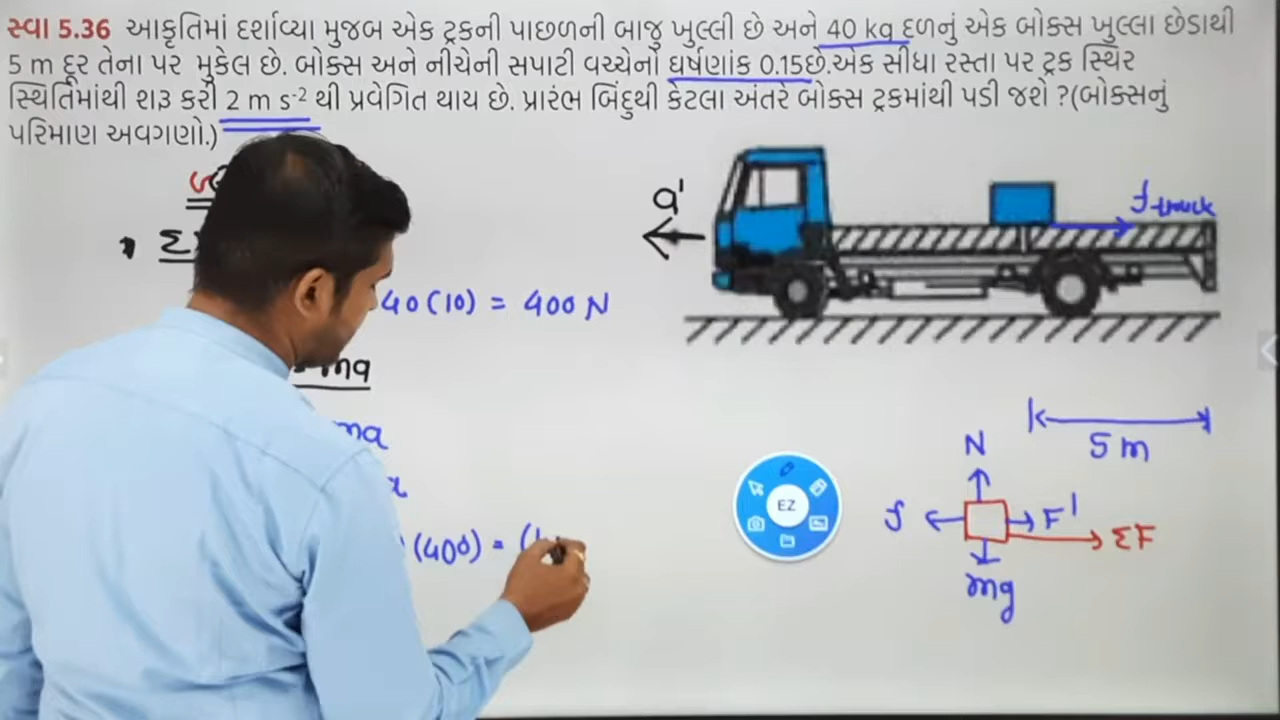 સ્વા 5.36 આકૃતિમાં દર્શાવ્યા મુજબ એક ટ્રકની પાછળની બાજુ ખુલ્લી છે અને 40 kg દળનું એક બોક્સ ખુલ્લા છેડાથી
5 m દૂર તેના પર મુકેલ છે. બોક્સ અને નીચેની સપાટી વચ્ચેનો ઘર્ષણાંક 0.15છે.એક સીધા રસ્તા પર ટ્રક સ્થિર
સ્થિતિમાંથી શરૂ કરી 2 m s⁻² થી પ્રવેગિત થાય છે. પ્રારંભ બિંદુથી કેટલા અંતરે બોક્સ ટ્રકમાંથી પડી જશે ?(બોક્સનું
પરિમાણ અવગણો.)
a'
f-truck
40 (10) = 400 N
ma
ma
5 m
N
(400) =
EZ
f
F'
ΣF
mg